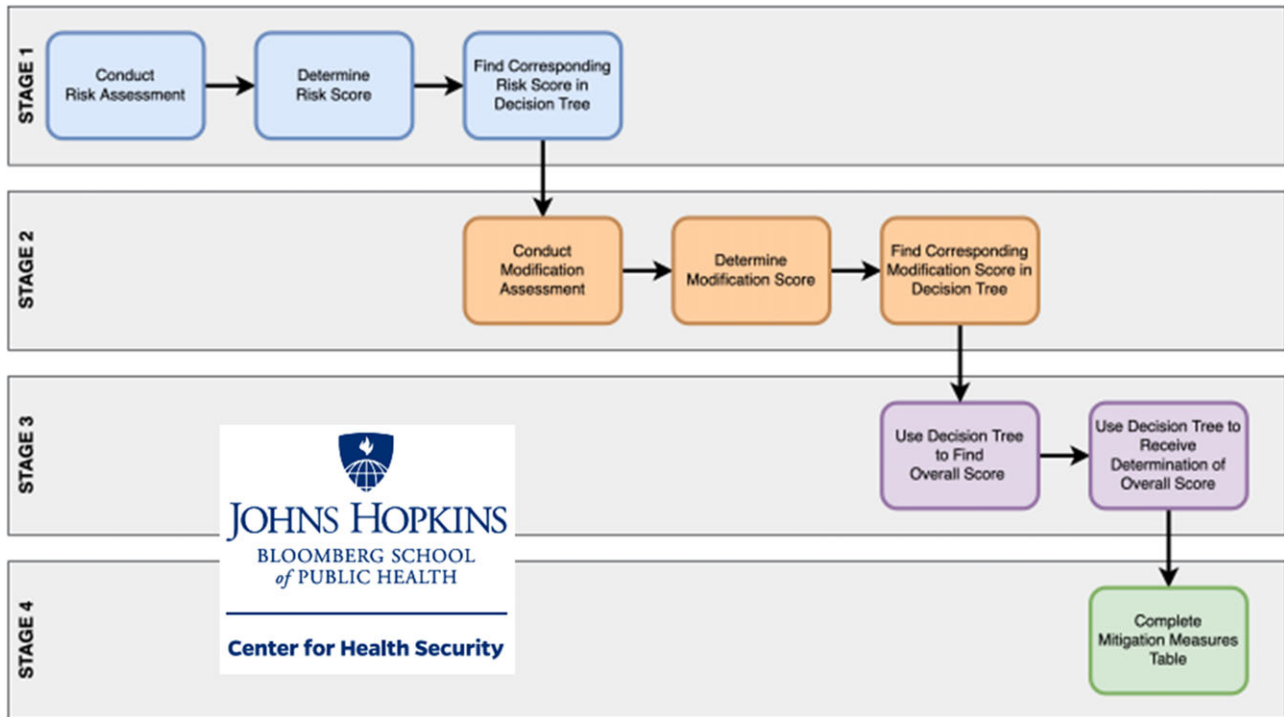 STAGE 1
Conduct
Risk Assessment
Determine
Risk Score
Find Corresponding
Risk Score in
Decision Tree
STAGE 2
Conduct
Modification
Assessment
Determine
Modification Score
Find Corresponding
Modification Score in
Decision Tree
STAGE 3
Use Decision Tree
to Find
Overall Score
Use Decision Tree to
Receive
Determination of
Overall Score
JOHNS HOPKINS
BLOOMBERG SCHOOL
of PUBLIC HEALTH
Center for Health Security
STAGE 4
Complete
Mitigation Measures
Table